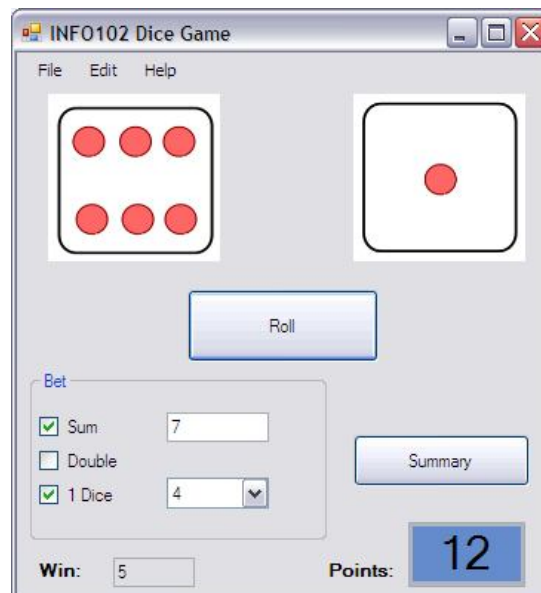 INFO102 Dice Game
File Edit Help
Roll
Bet
Sum 7
Double
1 Dice 4
Summary
Win: 5
Points: 12